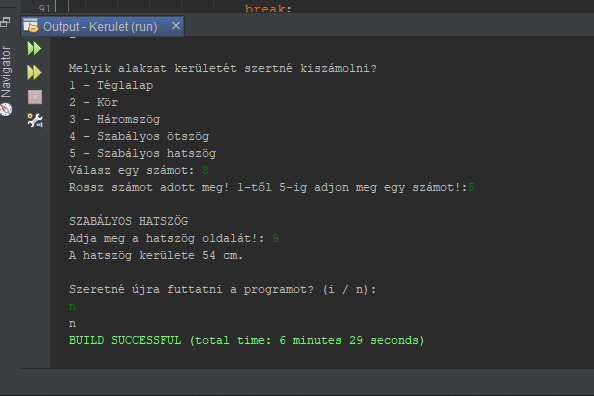 91
break;
Output - Kerulet (run)
Navigator
Melyik alakzat kerületét szertné kiszámolni?
1 - Téglalap
2 - Kör
3 - Háromszög
4 - Szabályos ötszög
5 - Szabályos hatszög
Válasz egy számot: 8
Rossz számot adott meg! 1-től 5-ig adjon meg egy számot!:5
SZABÁLYOS HATSZÖG
Adja meg a hatszög oldalát!: 9
A hatszög kerülete 54 cm.
Szeretné újra futtatni a programot? (i / n):
n
n
BUILD SUCCESSFUL (total time: 6 minutes 29 seconds)